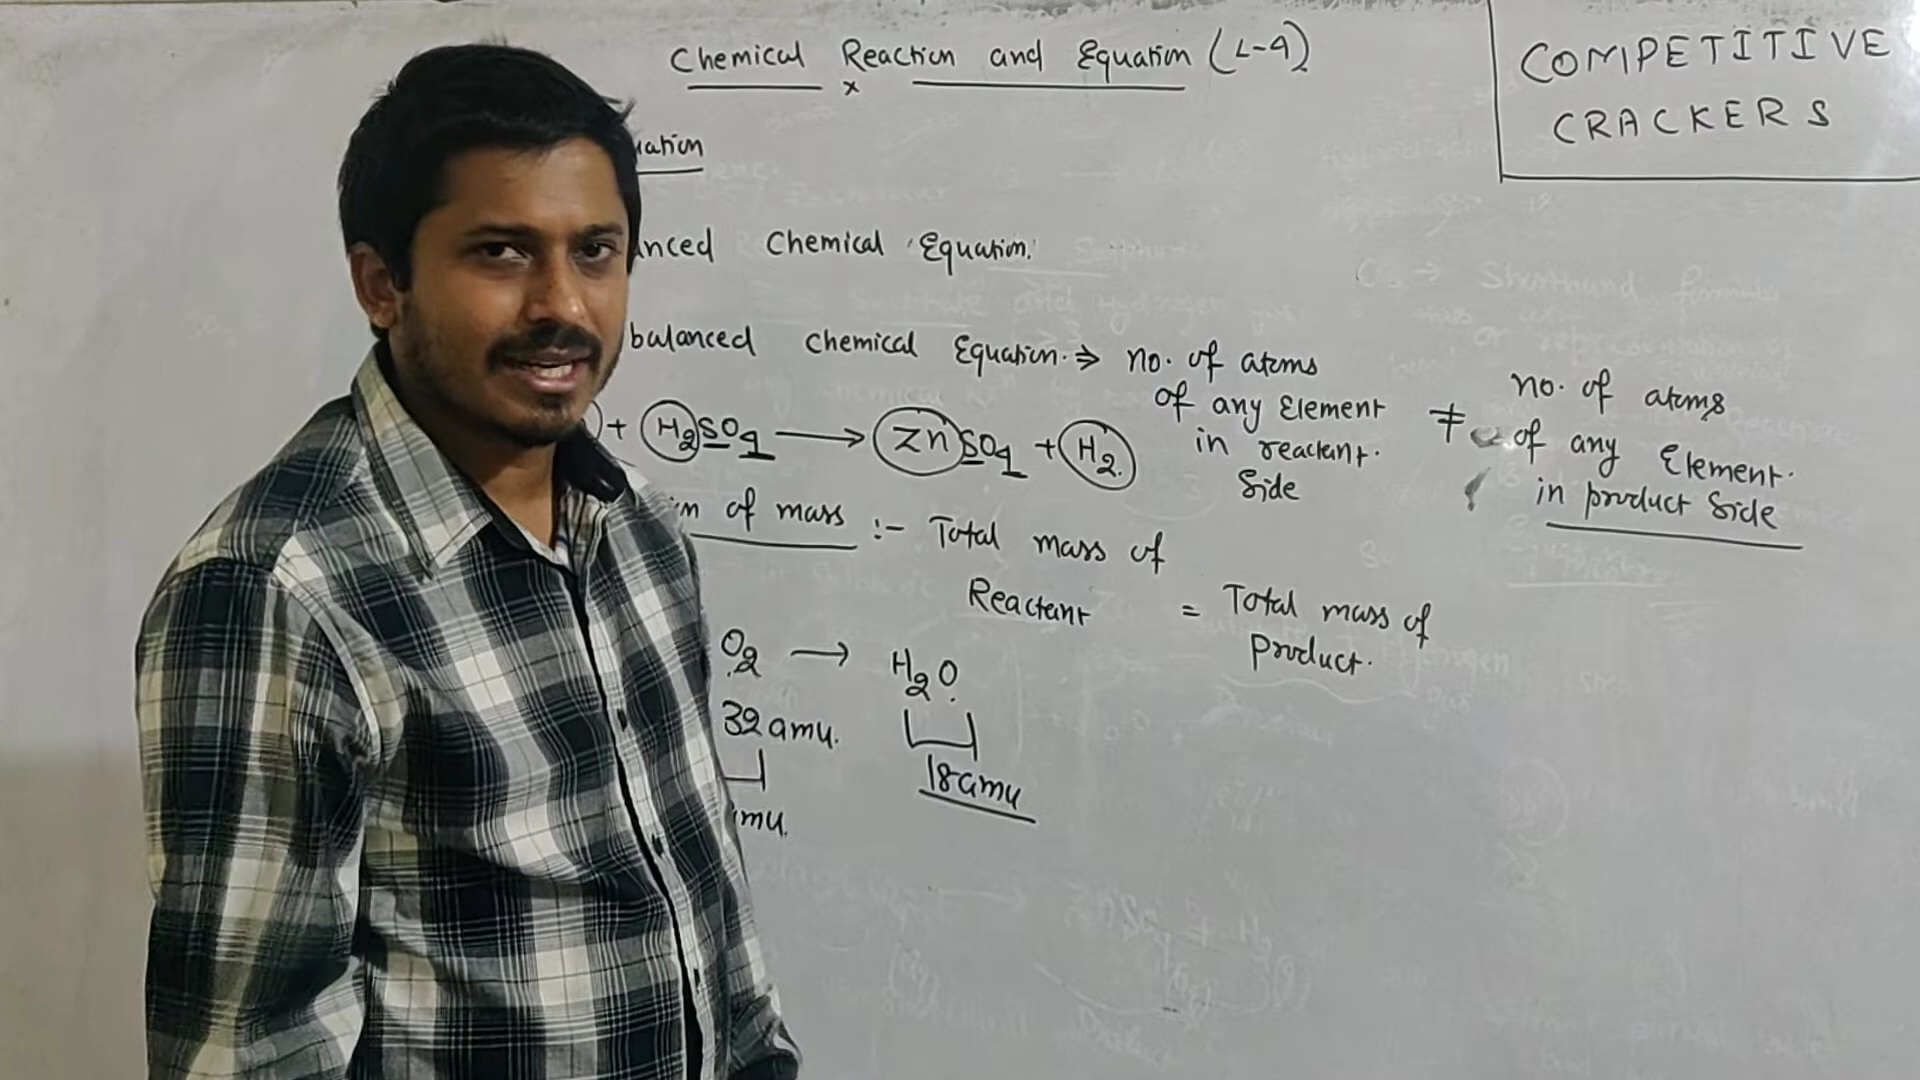 Chemical Reaction and Equation (L-4)
COMPETITIVE
CRACKERS
uation
anced Chemical Equation.
balanced chemical Equation. ⇒ no. of atoms
of any Element
in reactant.
Side
≠
no. of atoms
of any Element.
in product Side
+ H2SO4 → ZnSO4 + H2.
of mass :- Total mass of
Reactant = Total mass of
Product.
O2 → H2O
32 amu.
18 amu
amu.